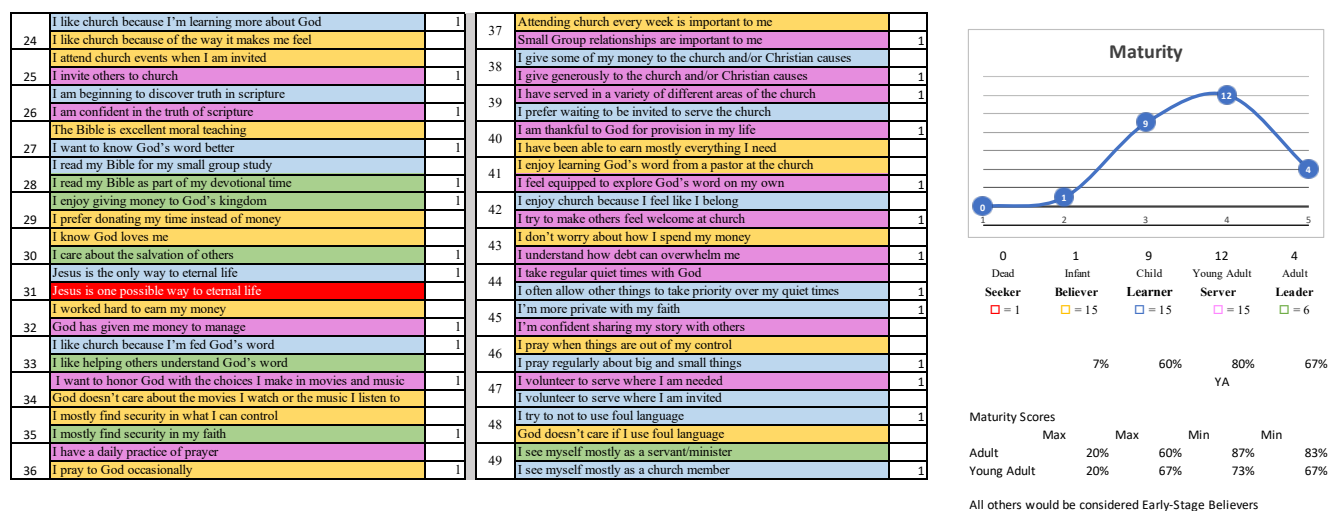 I like church because I'm learning more about God 1
24 I like church because of the way it makes me feel
I attend church events when I am invited
25 I invite others to church 1
I am beginning to discover truth in scripture
26 I am confident in the truth of scripture 1
The Bible is excellent moral teaching
27 I want to know God's word better 1
I read my Bible for my small group study
28 I read my Bible as part of my devotional time 1
I enjoy giving money to God's kingdom 1
29 I prefer donating my time instead of money
I know God loves me
30 I care about the salvation of others 1
Jesus is the only way to eternal life 1
31 Jesus is one possible way to eternal life
I worked hard to earn my money
32 God has given me money to manage 1
I like church because I'm fed God's word 1
33 I like helping others understand God's word
I want to honor God with the choices I make in movies and music 1
34 God doesn't care about the movies I watch or the music I listen to
I mostly find security in what I can control
35 I mostly find security in my faith 1
I have a daily practice of prayer
36 I pray to God occasionally 1
37 Attending church every week is important to me
Small Group relationships are important to me 1
38 I give some of my money to the church and/or Christian causes
I give generously to the church and/or Christian causes 1
39 I have served in a variety of different areas of the church 1
I prefer waiting to be invited to serve the church
40 I am thankful to God for provision in my life 1
I have been able to earn mostly everything I need
41 I enjoy learning God's word from a pastor at the church
I feel equipped to explore God's word on my own 1
42 I enjoy church because I feel like I belong
I try to make others feel welcome at church 1
43 I don't worry about how I spend my money
I understand how debt can overwhelm me 1
44 I take regular quiet times with God
I often allow other things to take priority over my quiet times 1
45 I'm more private with my faith 1
I'm confident sharing my story with others
46 I pray when things are out of my control
I pray regularly about big and small things 1
47 I volunteer to serve where I am needed 1
I volunteer to serve where I am invited
48 I try to not to use foul language 1
God doesn't care if I use foul language
49 I see myself mostly as a servant/minister
I see myself mostly as a church member 1
Maturity
0 1 9 12 4
1 2 3 4 5
0 1 9 12 4
Dead Infant Child Young Adult Adult
Seeker Believer Learner Server Leader
= 1 = 15 = 15 = 15 = 6
7% 60% 80% 67%
YA
Maturity Scores
Max Max Min Min
Adult 20% 60% 87% 83%
Young Adult 20% 67% 73% 67%
All others would be considered Early-Stage Believers